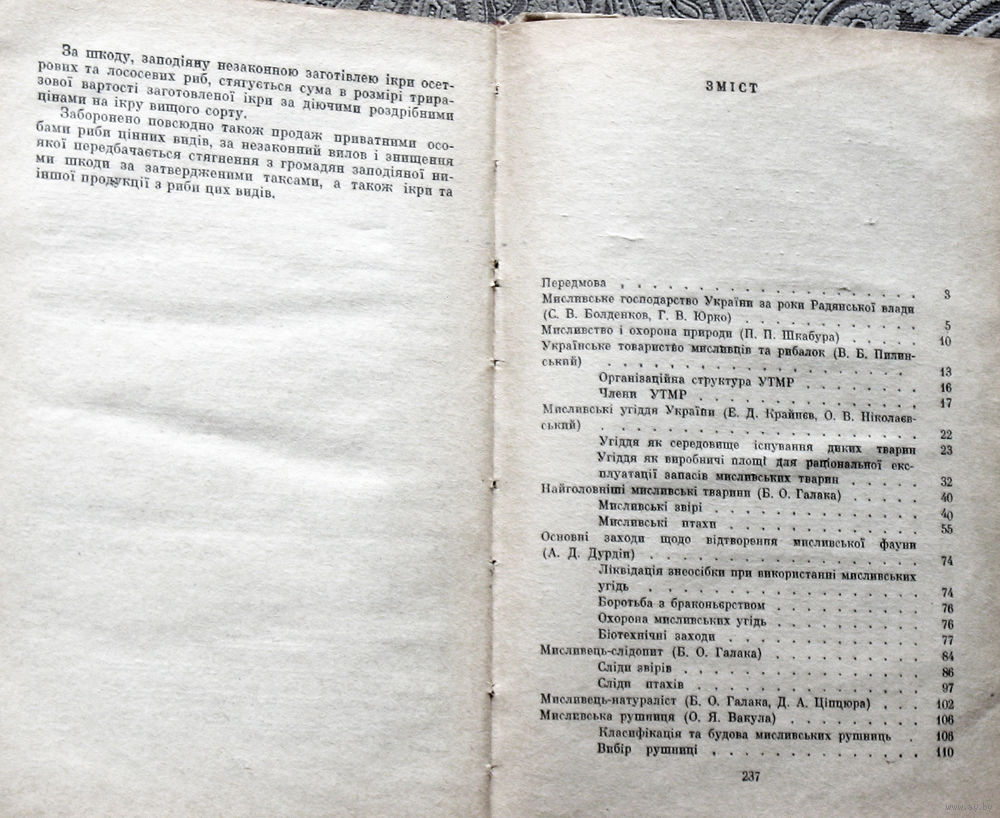 За шкоду, заподіяну незаконною заготівлею ікри осет-
рових та лососевих риб, стягується сума в розмірі трира-
зової вартості заготовленої ікри за діючими роздрібними
цінами на ікру вищого сорту.
Заборонено повсюдно також продаж приватними осо-
бами риби цінних видів, за незаконний вилов і знищення
якої передбачається стягнення з громадян заподіяної ни-
ми шкоди за затвердженими таксами, а також ікри та
іншої продукції з риби цих видів.
ЗМІСТ
Передмова . . . . . . . . . . . . . . . . . 3
Мисливське господарство України за роки Радянської влади
(С. В. Болденков, Г. В. Юрко) . . . . . . . . . . 5
Мисливство і охорона природи (П. П. Шкабура) . . . . . 10
Українське товариство мисливців та рибалок (В. Б. Пилин-
ський) . . . . . . . . . . . . . . . . . 13
Організаційна структура УТМР . . . . . . . 16
Члени УТМР . . . . . . . . . . . . 17
Мисливські угіддя України (Е. Д. Крайнєв, О. В. Ніколаєв-
ський) . . . . . . . . . . . . . . . . . 22
Угіддя як середовище існування диких тварин 23
Угіддя як виробничі площі для раціональної екс-
плуатації запасів мисливських тварин . . . . 32
Найголовніші мисливські тварини (Б. О. Галака) . . . . . 40
Мисливські звірі . . . . . . . . . . . 40
Мисливські птахи . . . . . . . . . . . 55
Основні заходи щодо відтворення мисливської фауни
(А. Д. Дурдін) . . . . . . . . . . . . . . 74
Ліквідація знеосібки при використанні мисливських
угідь . . . . . . . . . . . . . . . 74
Боротьба з браконьєрством . . . . . . . . 76
Охорона мисливських угідь . . . . . . . . 76
Біотехнічні заходи . . . . . . . . . . . 77
Мисливець-слідопит (Б. О. Галака) . . . . . . . . 84
Сліди звірів . . . . . . . . . . . . 86
Сліди птахів . . . . . . . . . . . . 97
Мисливець-натураліст (Б. О. Галака, Д. А. Ціпцюра) . . . 102
Мисливська рушниця (О. Я. Вакула) . . . . . . . . 106
Класифікація та будова мисливських рушниць . 106
Вибір рушниці . . . . . . . . . . . 110
237
www.ay.by